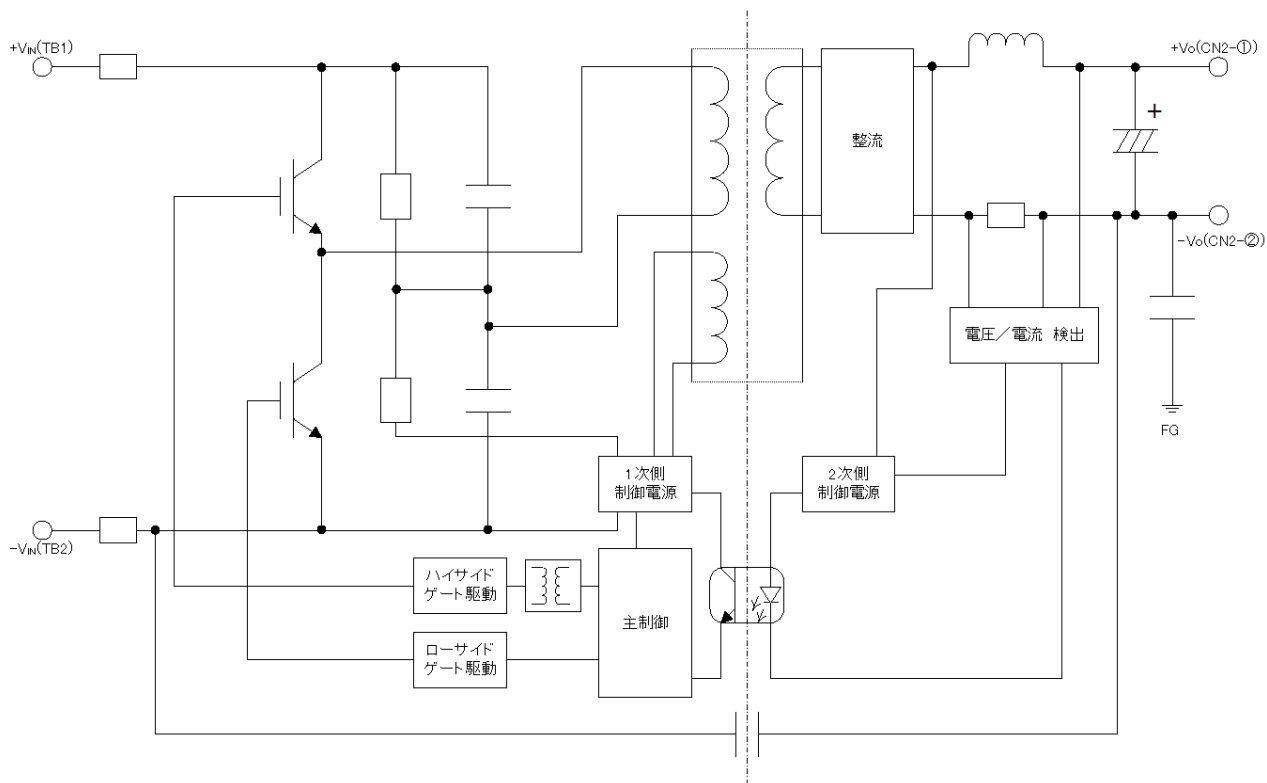 +VIN(TB1)
+Vo(CN2-①)
+
整流
-Vo(CN2-②)
電圧/電流 検出
FG
1次側
制御電源
2次側
制御電源
-VIN(TB2)
ハイサイド
ゲート駆動
主制御
ローサイド
ゲート駆動